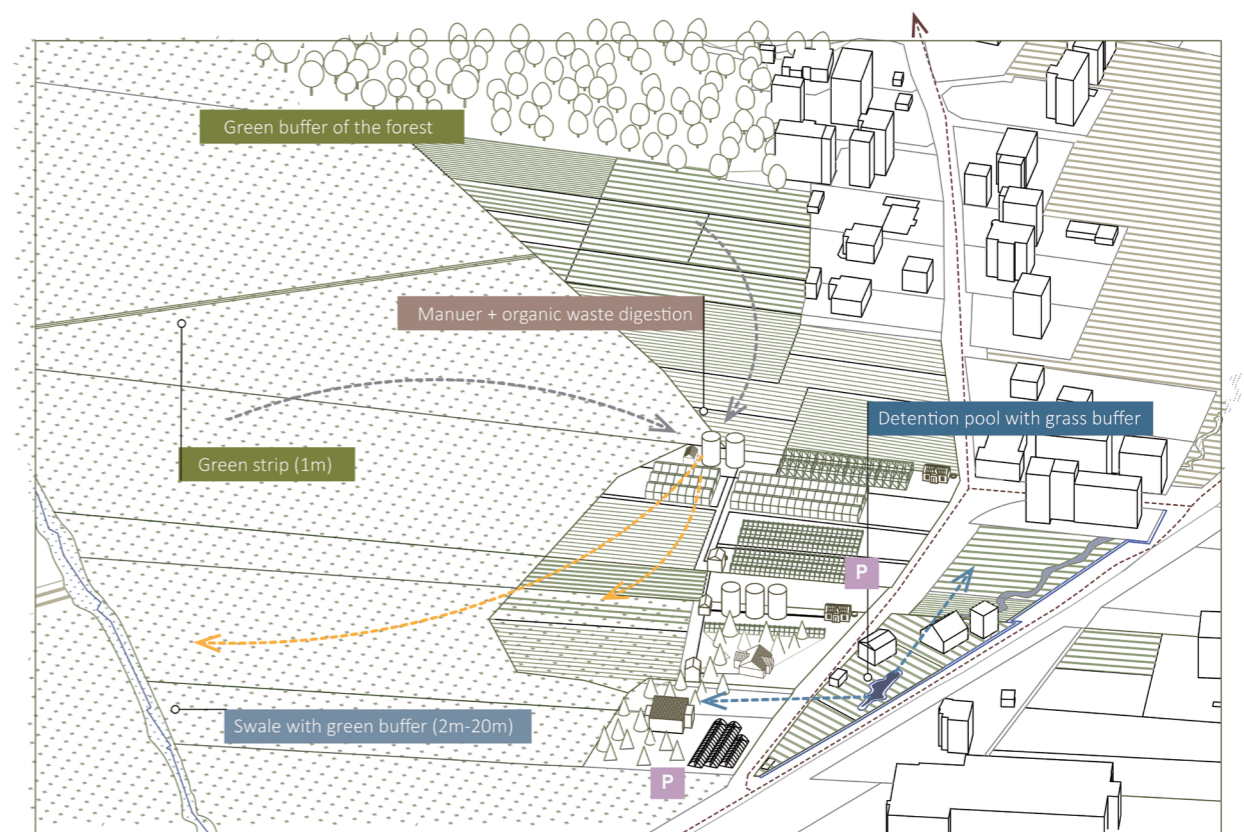 Green buffer of the forest
Manuer + organic waste digestion
Detention pool with grass buffer
Green strip (1m)
P
Swale with green buffer (2m-20m)
P